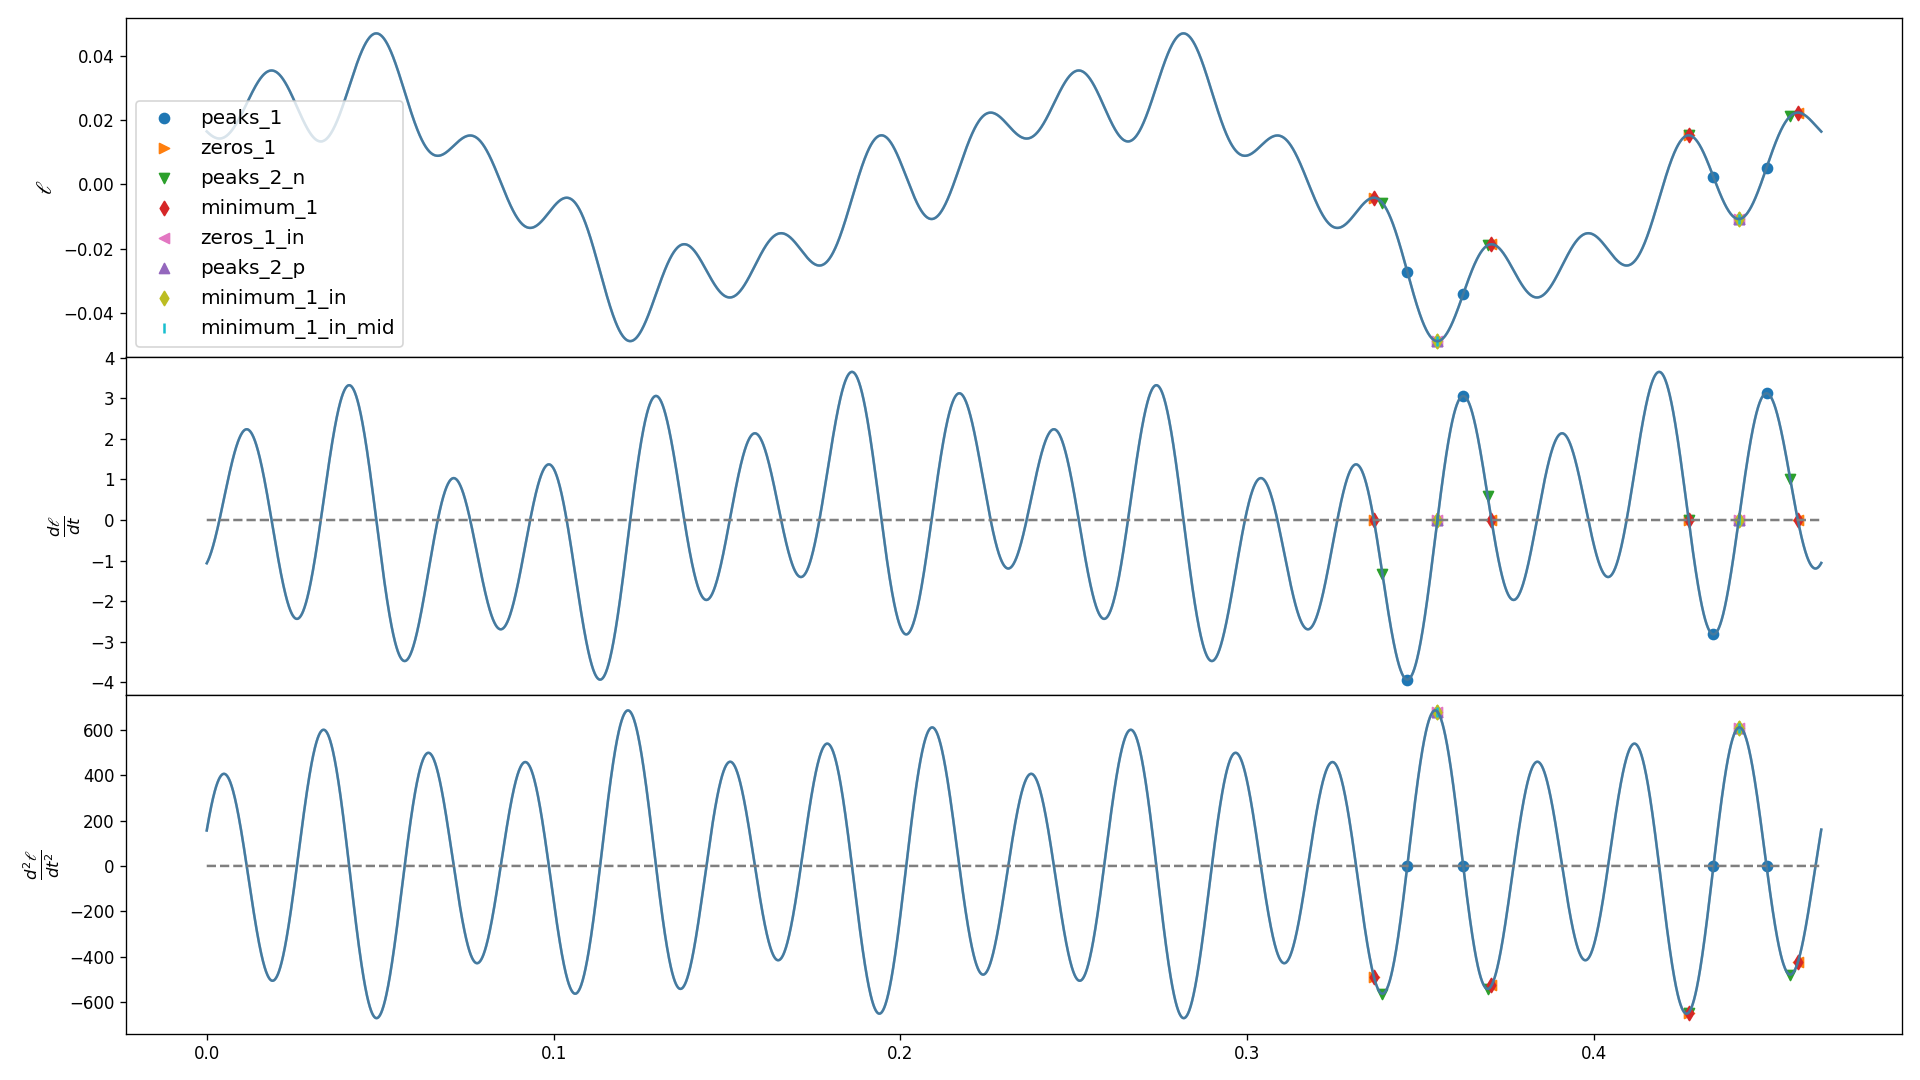 0.04
0.02
0.00
−0.02
−0.04
ℓ
peaks_1
zeros_1
peaks_2_n
minimum_1
zeros_1_in
peaks_2_p
minimum_1_in
minimum_1_in_mid
4
3
2
1
0
−1
−2
−3
−4
dℓ
dt
600
400
200
0
−200
−400
−600
d²ℓ
dt²
0.0 0.1 0.2 0.3 0.4